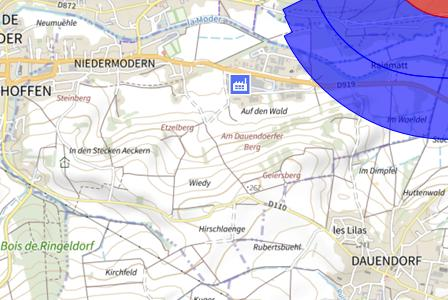 D872
la Moder
DE
Neumuehle
DER
NIEDERMODERN
Raidmatt
D919
HOFFEN
Steinberg
Auf den Wald
Im Waeldel
Etzelberg
Am Dauendoerfer
Berg
In den Stecken Aeckern
Geiersberg
Im Dimpfel
Wiedy
262
Huttenwald
D110
Hirschlaenge
les Lilas
Bois de Ringeldorf
Rubertsbuehl
DAUENDORF
Kirchfeld